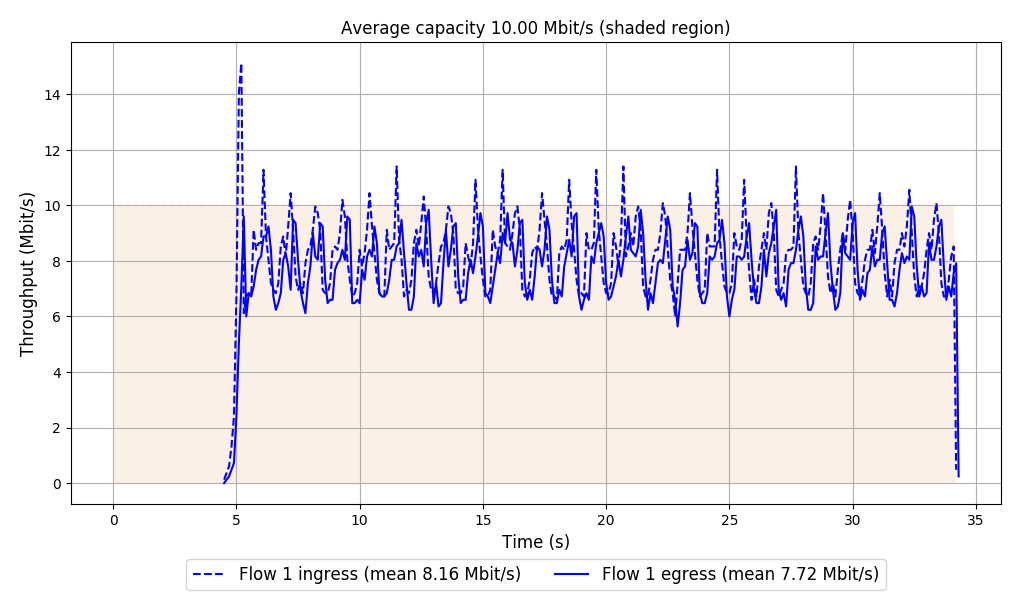 Average capacity 10.00 Mbit/s (shaded region)
Throughput (Mbit/s)
14
12
10
8
6
4
2
0
0 5 10 15 20 25 30 35
Time (s)
Flow 1 ingress (mean 8.16 Mbit/s) Flow 1 egress (mean 7.72 Mbit/s)